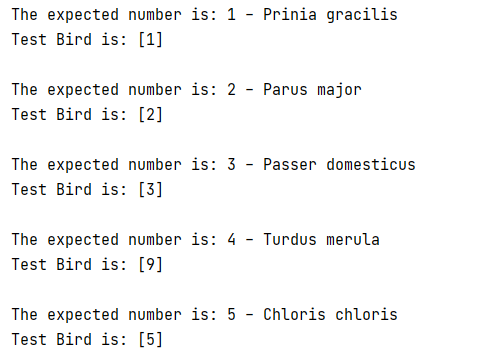 The expected number is: 1 – Prinia gracilis
Test Bird is: [1]
The expected number is: 2 – Parus major
Test Bird is: [2]
The expected number is: 3 – Passer domesticus
Test Bird is: [3]
The expected number is: 4 – Turdus merula
Test Bird is: [9]
The expected number is: 5 – Chloris chloris
Test Bird is: [5]